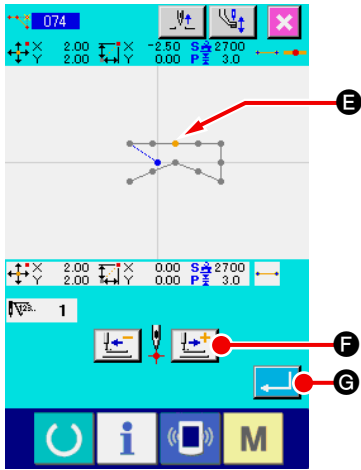 074
X 2.00 X -2.50 S 2700
Y 2.00 Y 0.00 P 3.0
E
X 2.00 X 0.00 S 2700
Y 2.00 Y 0.00 P 3.0
123.. 1
F
G
i M